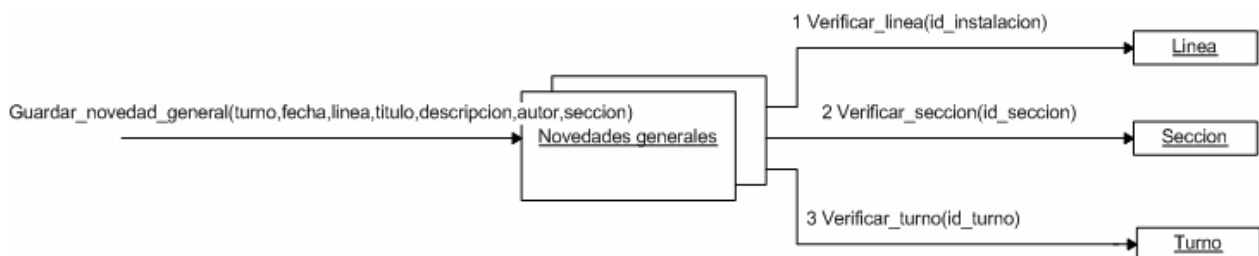 1 Verificar_linea(id_instalacion)
Linea
Guardar_novedad_general(turno,fecha,linea,titulo,descripcion,autor,seccion)
2 Verificar_seccion(id_seccion)
Novedades generales
Seccion
3 Verificar_turno(id_turno)
Turno